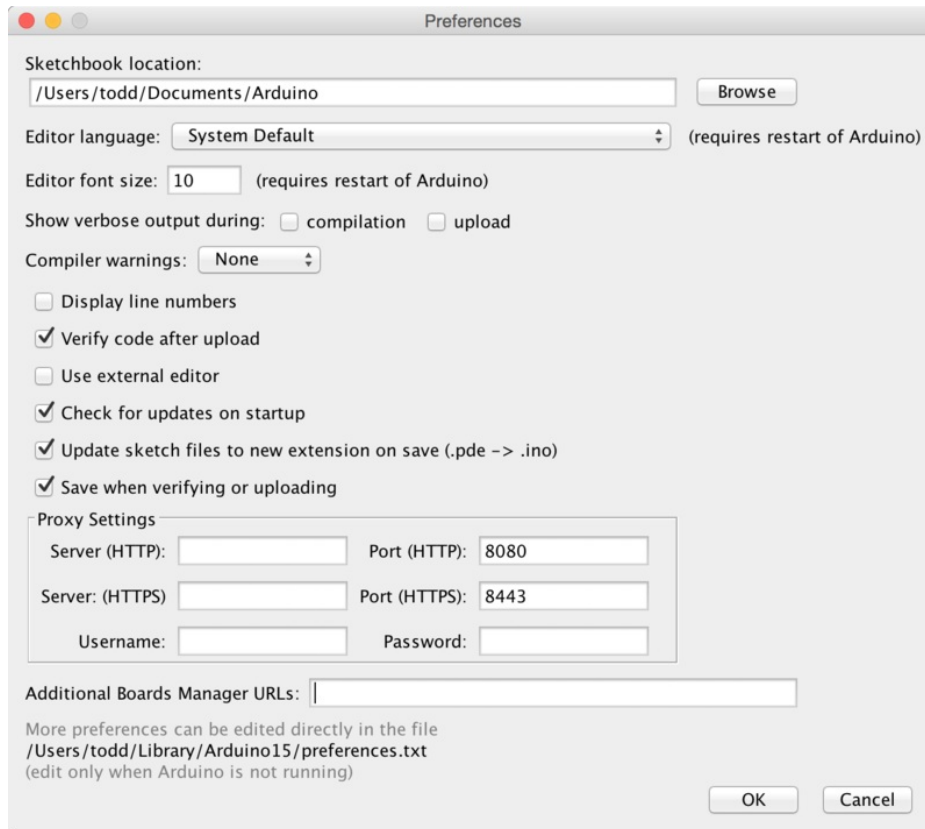 Preferences
Sketchbook location:
/Users/todd/Documents/Arduino Browse
Editor language: System Default (requires restart of Arduino)
Editor font size: 10 (requires restart of Arduino)
Show verbose output during: compilation upload
Compiler warnings: None
Display line numbers
Verify code after upload
Use external editor
Check for updates on startup
Update sketch files to new extension on save (.pde -> .ino)
Save when verifying or uploading
Proxy Settings
Server (HTTP): Port (HTTP): 8080
Server: (HTTPS) Port (HTTPS): 8443
Username: Password:
Additional Boards Manager URLs:
More preferences can be edited directly in the file
/Users/todd/Library/Arduino15/preferences.txt
(edit only when Arduino is not running)
OK Cancel